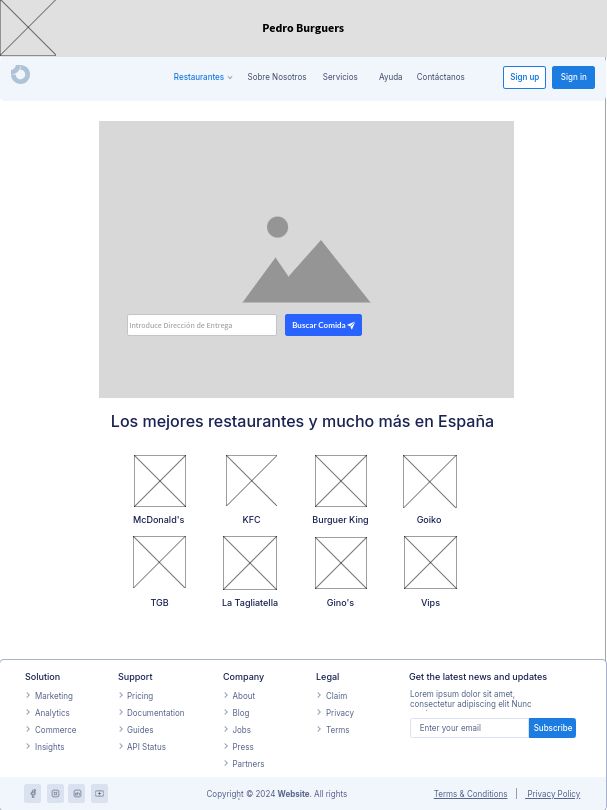 Pedro Burguers
Restaurantes Sobre Nosotros Servicios Ayuda Contáctanos Sign up Sign in
Introduce Dirección de Entrega Buscar Comida
Los mejores restaurantes y mucho más en España
McDonald's KFC Burguer King Goiko
TGB La Tagliatella Gino's Vips
Solution Support Company Legal Get the latest news and updates
Marketing Pricing About Claim Lorem ipsum dolor sit amet,
consectetur adipiscing elit Nunc
Analytics Documentation Blog Privacy
Commerce Guides Jobs Terms Enter your email Subscribe
Insights API Status Press
Partners
Copyright © 2024 Website. All rights Terms & Conditions | Privacy Policy